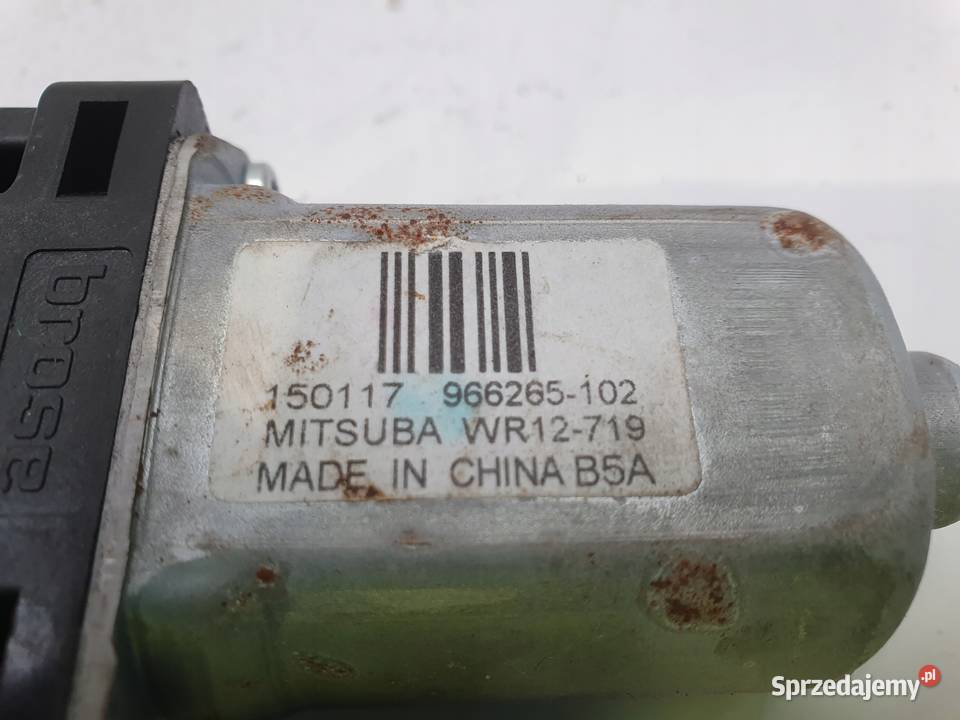 brose
150117 966265-102
MITSUBA WR12-719
MADE IN CHINA B5A
Sprzedajemy.pl